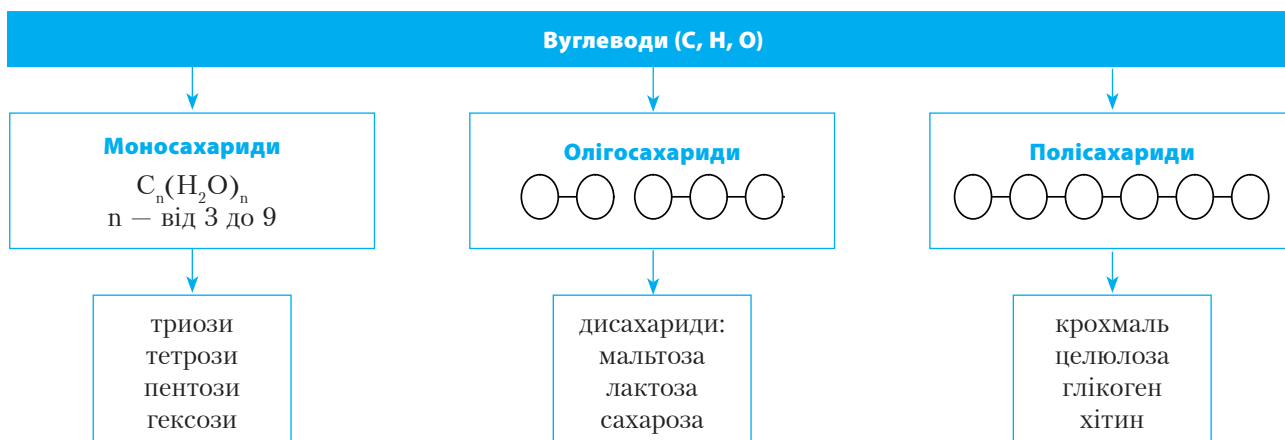 Вуглеводи (C, H, O)
Моносахариди
Cₙ(H₂O)ₙ
n — від 3 до 9
Олігосахариди
Полісахариди
триози
тетрози
пентози
гексози
дисахариди:
мальтоза
лактоза
сахароза
крохмаль
целюлоза
глікоген
хітин